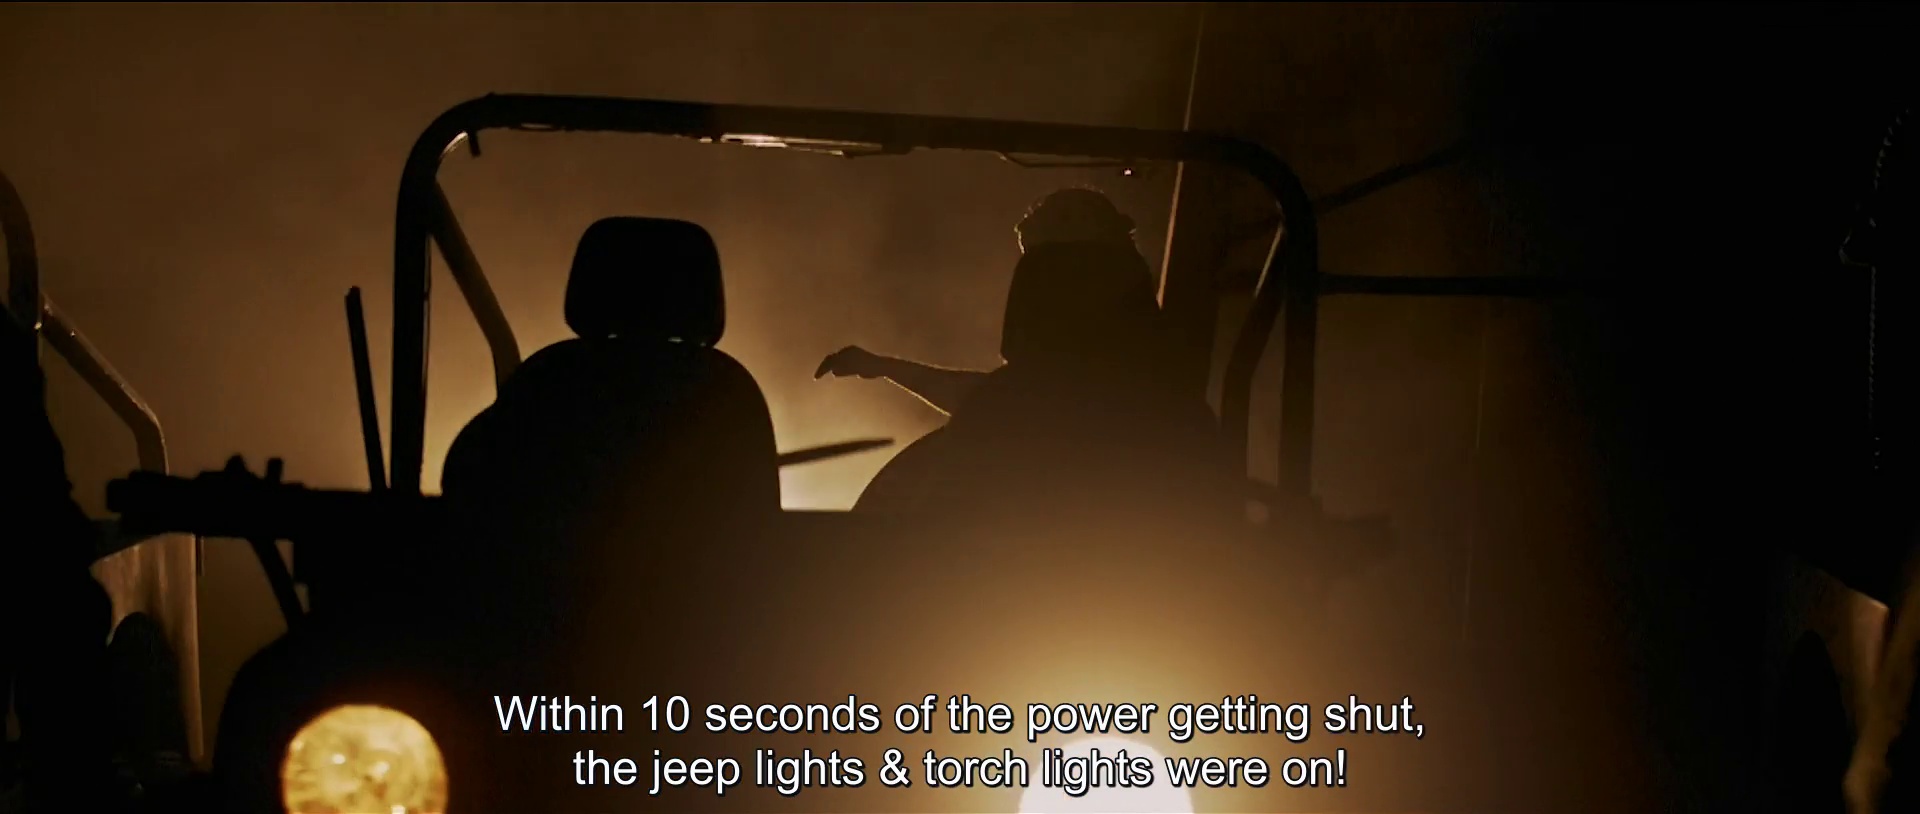 Within 10 seconds of the power getting shut,
the jeep lights & torch lights were on!